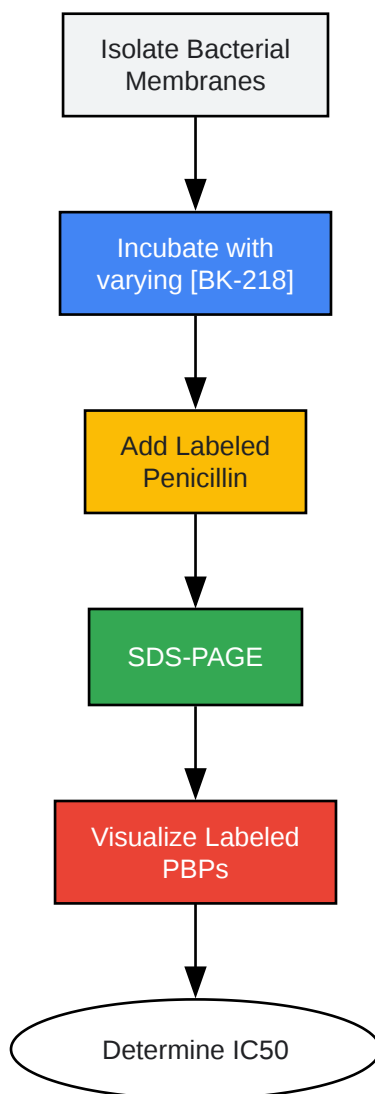 Isolate Bacterial
Membranes
Incubate with
varying [BK-218]
Add Labeled
Penicillin
SDS-PAGE
Visualize Labeled
PBPs
Determine IC50